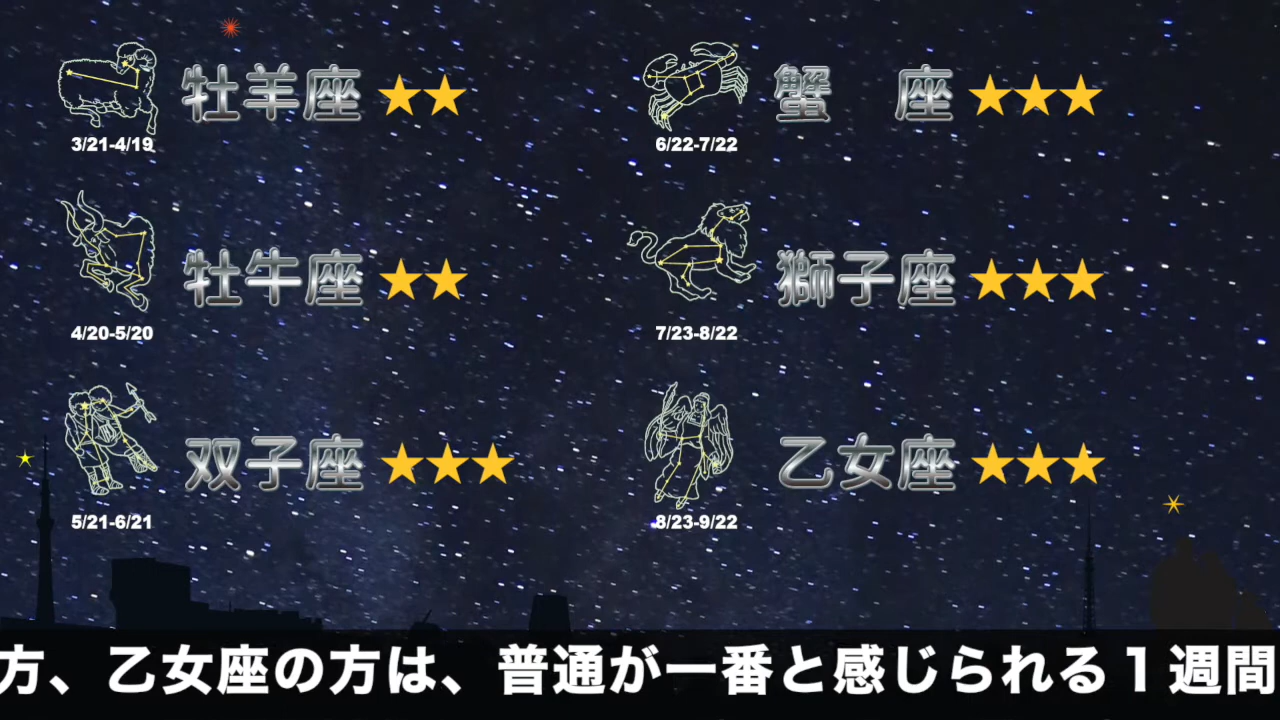 牡羊座 ★★
3/21-4/19
牡牛座 ★★
4/20-5/20
双子座 ★★★
5/21-6/21
蟹 座 ★★★
6/22-7/22
獅子座 ★★★
7/23-8/22
乙女座 ★★★
8/23-9/22
方、乙女座の方は、普通が一番と感じられる１週間